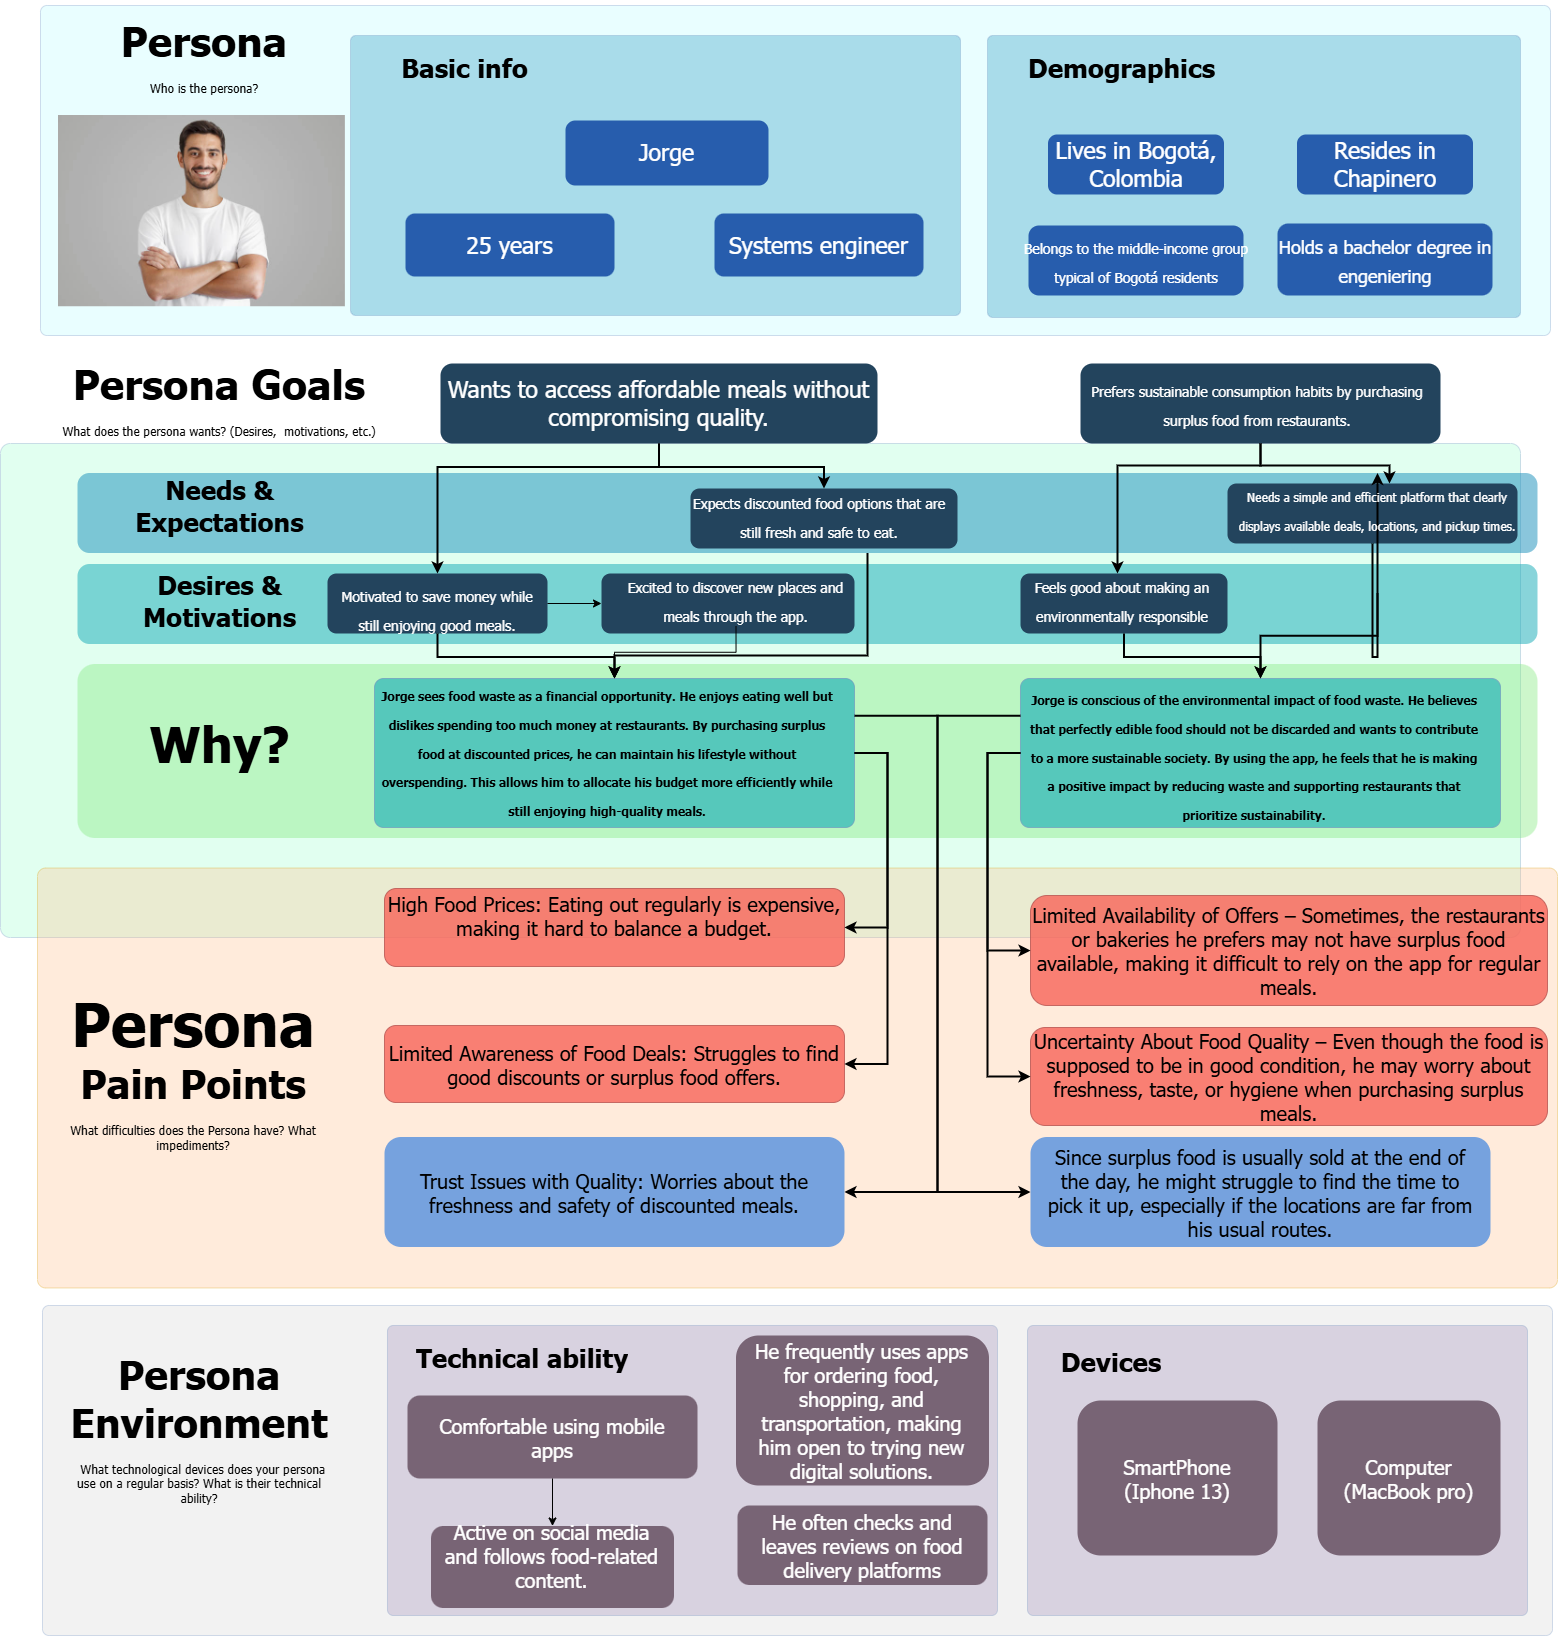 Persona
Who is the persona?
Basic info
Jorge
25 years
Systems engineer
Demographics
Lives in Bogotá,
Colombia
Resides in
Chapinero
Belongs to the middle-income group
typical of Bogotá residents
Holds a bachelor degree in
engeniering
Persona Goals
What does the persona wants? (Desires, motivations, etc.)
Wants to access affordable meals without
compromising quality.
Prefers sustainable consumption habits by purchasing
surplus food from restaurants.
Needs &
Expectations
Expects discounted food options that are
still fresh and safe to eat.
Needs a simple and efficient platform that clearly
displays available deals, locations, and pickup times.
Desires &
Motivations
Motivated to save money while
still enjoying good meals.
Excited to discover new places and
meals through the app.
Feels good about making an
environmentally responsible
Why?
Jorge sees food waste as a financial opportunity. He enjoys eating well but
dislikes spending too much money at restaurants. By purchasing surplus
food at discounted prices, he can maintain his lifestyle without
overspending. This allows him to allocate his budget more efficiently while
still enjoying high-quality meals.
Jorge is conscious of the environmental impact of food waste. He believes
that perfectly edible food should not be discarded and wants to contribute
to a more sustainable society. By using the app, he feels that he is making
a positive impact by reducing waste and supporting restaurants that
prioritize sustainability.
Persona
Pain Points
What difficulties does the Persona have? What
impediments?
High Food Prices: Eating out regularly is expensive,
making it hard to balance a budget.
Limited Availability of Offers – Sometimes, the restaurants
or bakeries he prefers may not have surplus food
available, making it difficult to rely on the app for regular
meals.
Limited Awareness of Food Deals: Struggles to find
good discounts or surplus food offers.
Uncertainty About Food Quality – Even though the food is
supposed to be in good condition, he may worry about
freshness, taste, or hygiene when purchasing surplus
meals.
Trust Issues with Quality: Worries about the
freshness and safety of discounted meals.
Since surplus food is usually sold at the end of
the day, he might struggle to find the time to
pick it up, especially if the locations are far from
his usual routes.
Persona
Environment
What technological devices does your persona
use on a regular basis? What is their technical
ability?
Technical ability
Comfortable using mobile
apps
Active on social media
and follows food-related
content.
He frequently uses apps
for ordering food,
shopping, and
transportation, making
him open to trying new
digital solutions.
He often checks and
leaves reviews on food
delivery platforms
Devices
SmartPhone
(Iphone 13)
Computer
(MacBook pro)